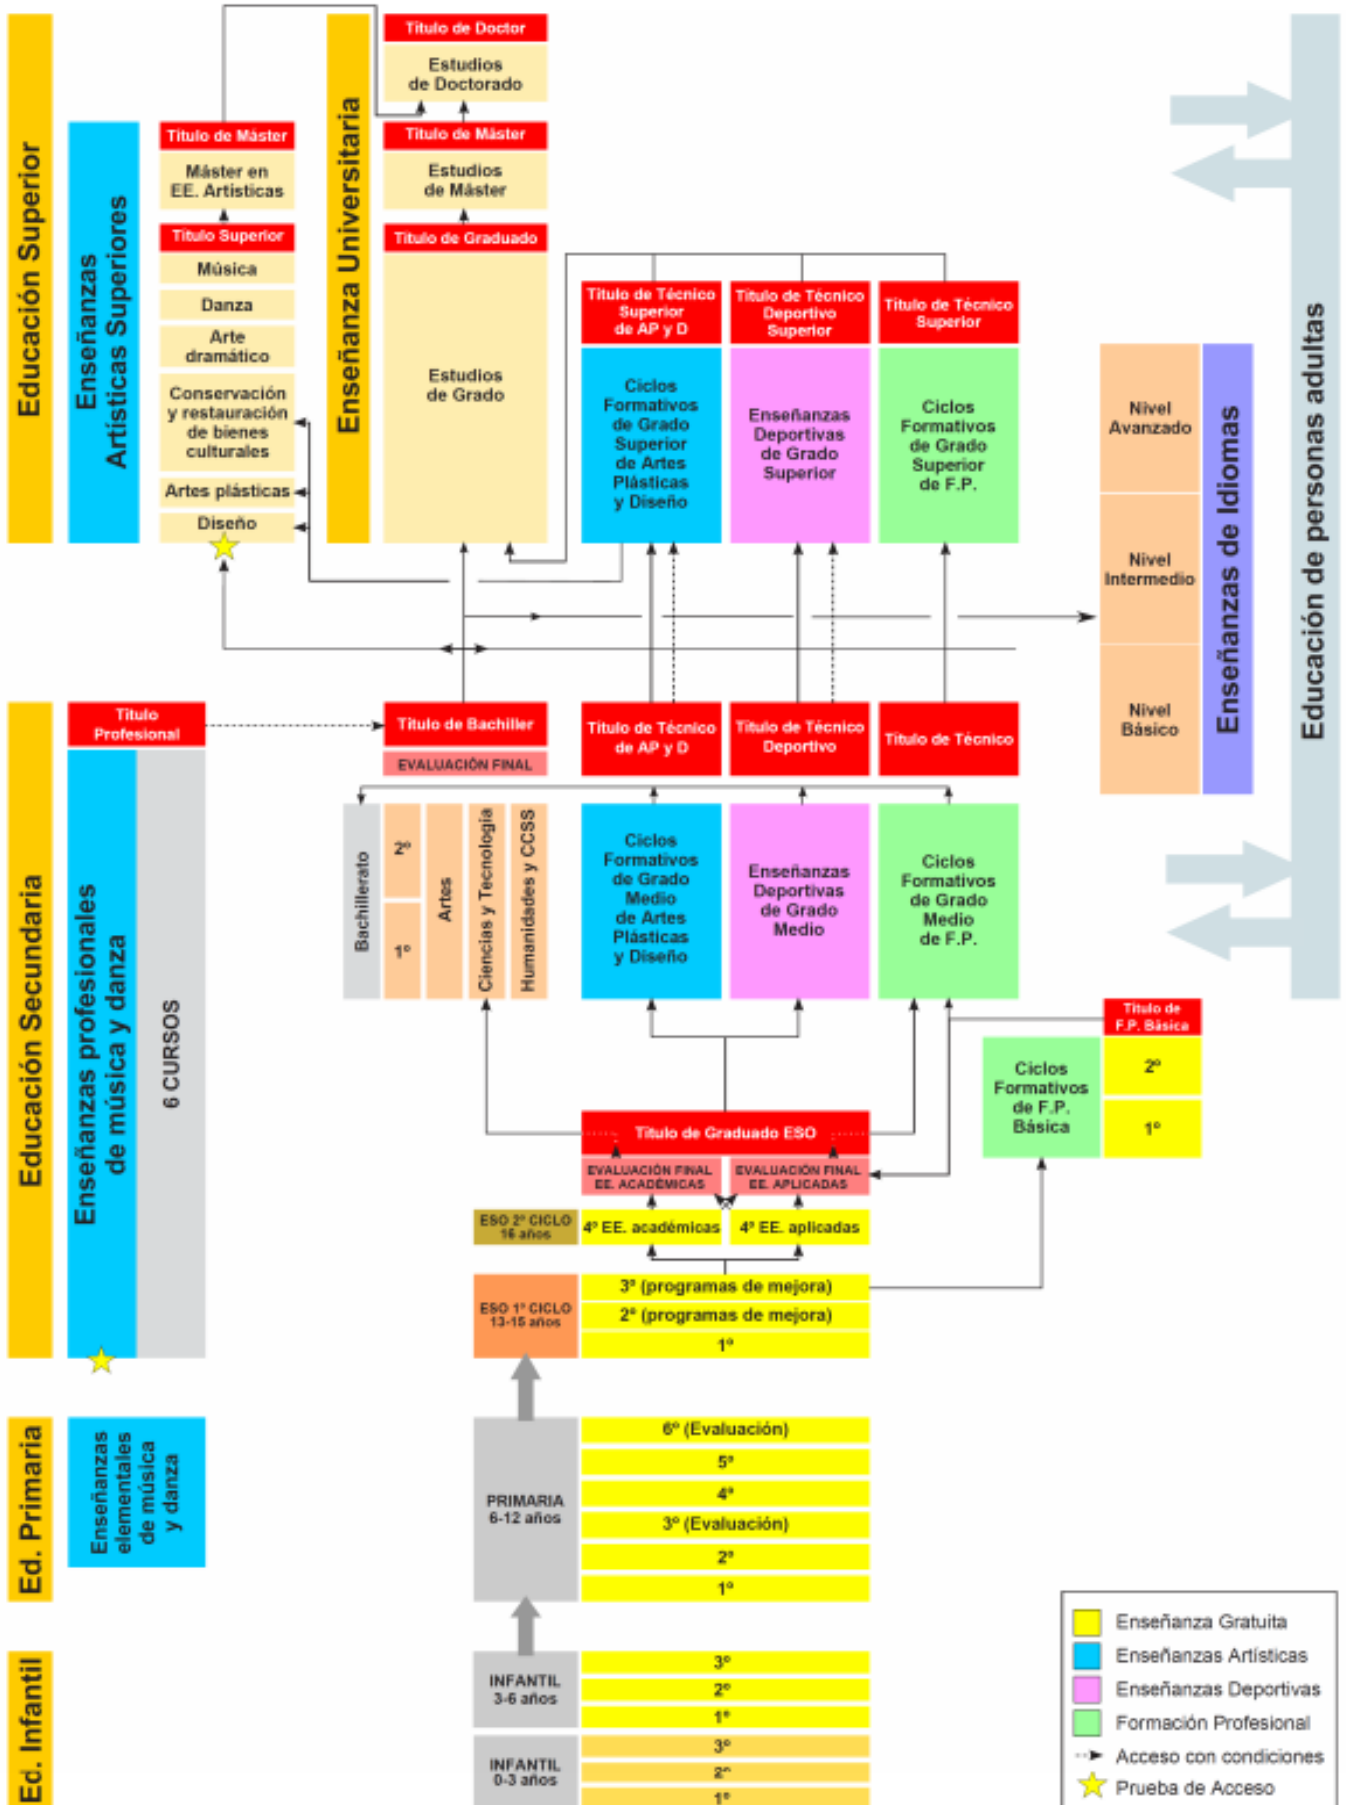 Educación Superior
Enseñanzas
Artísticas Superiores
Título de Máster
Máster en
EE. Artísticas
Título Superior
Música
Danza
Arte
dramático
Conservación
y restauración
de bienes
culturales
Artes plásticas
Diseño
Enseñanza Universitaria
Título de Doctor
Estudios
de Doctorado
Título de Máster
Estudios
de Máster
Título de Graduado
Estudios
de Grado
Título de Técnico
Superior
de AP y D
Ciclos
Formativos
de Grado
Superior
de Artes
Plásticas
y Diseño
Título de Técnico
Deportivo
Superior
Enseñanzas
Deportivas
de Grado
Superior
Título de Técnico
Superior
Ciclos
Formativos
de Grado
Superior
de F.P.
Nivel
Avanzado
Nivel
Intermedio
Nivel
Básico
Enseñanzas de Idiomas
Educación de personas adultas
Educación Secundaria
Título
Profesional
Enseñanzas profesionales
de música y danza
6 CURSOS
Título de Bachiller
EVALUACIÓN FINAL
Bachillerato
2º
1º
Artes
Ciencias y Tecnología
Humanidades y CCSS
Título de Técnico
de AP y D
Ciclos
Formativos
de Grado
Medio
de Artes
Plásticas
y Diseño
Título de Técnico
Deportivo
Enseñanzas
Deportivas
de Grado
Medio
Título de Técnico
Ciclos
Formativos
de Grado
Medio
de F.P.
Título de
F.P. Básica
Ciclos
Formativos
de F.P.
Básica
2º
1º
Título de Graduado ESO
EVALUACIÓN FINAL
EE. ACADÉMICAS
EVALUACIÓN FINAL
EE. APLICADAS
ESO 2º CICLO
16 años
4º EE. académicas
4º EE. aplicadas
ESO 1º CICLO
13-15 años
3º (programas de mejora)
2º (programas de mejora)
1º
Ed. Primaria
Enseñanzas
elementales
de música
y danza
PRIMARIA
6-12 años
6º (Evaluación)
5º
4º
3º (Evaluación)
2º
1º
Ed. Infantil
INFANTIL
3-6 años
3º
2º
1º
INFANTIL
0-3 años
3º
2º
1º
Enseñanza Gratuita
Enseñanzas Artísticas
Enseñanzas Deportivas
Formación Profesional
Acceso con condiciones
Prueba de Acceso